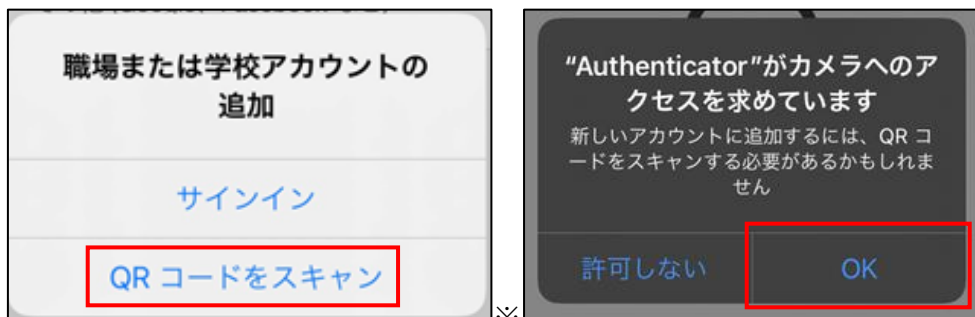 職場または学校アカウントの
追加
サインイン
QR コードをスキャン
※
“Authenticator”がカメラへのア
クセスを求めています
新しいアカウントに追加するには、QR コ
ードをスキャンする必要があるかもしれま
せん
許可しない
OK